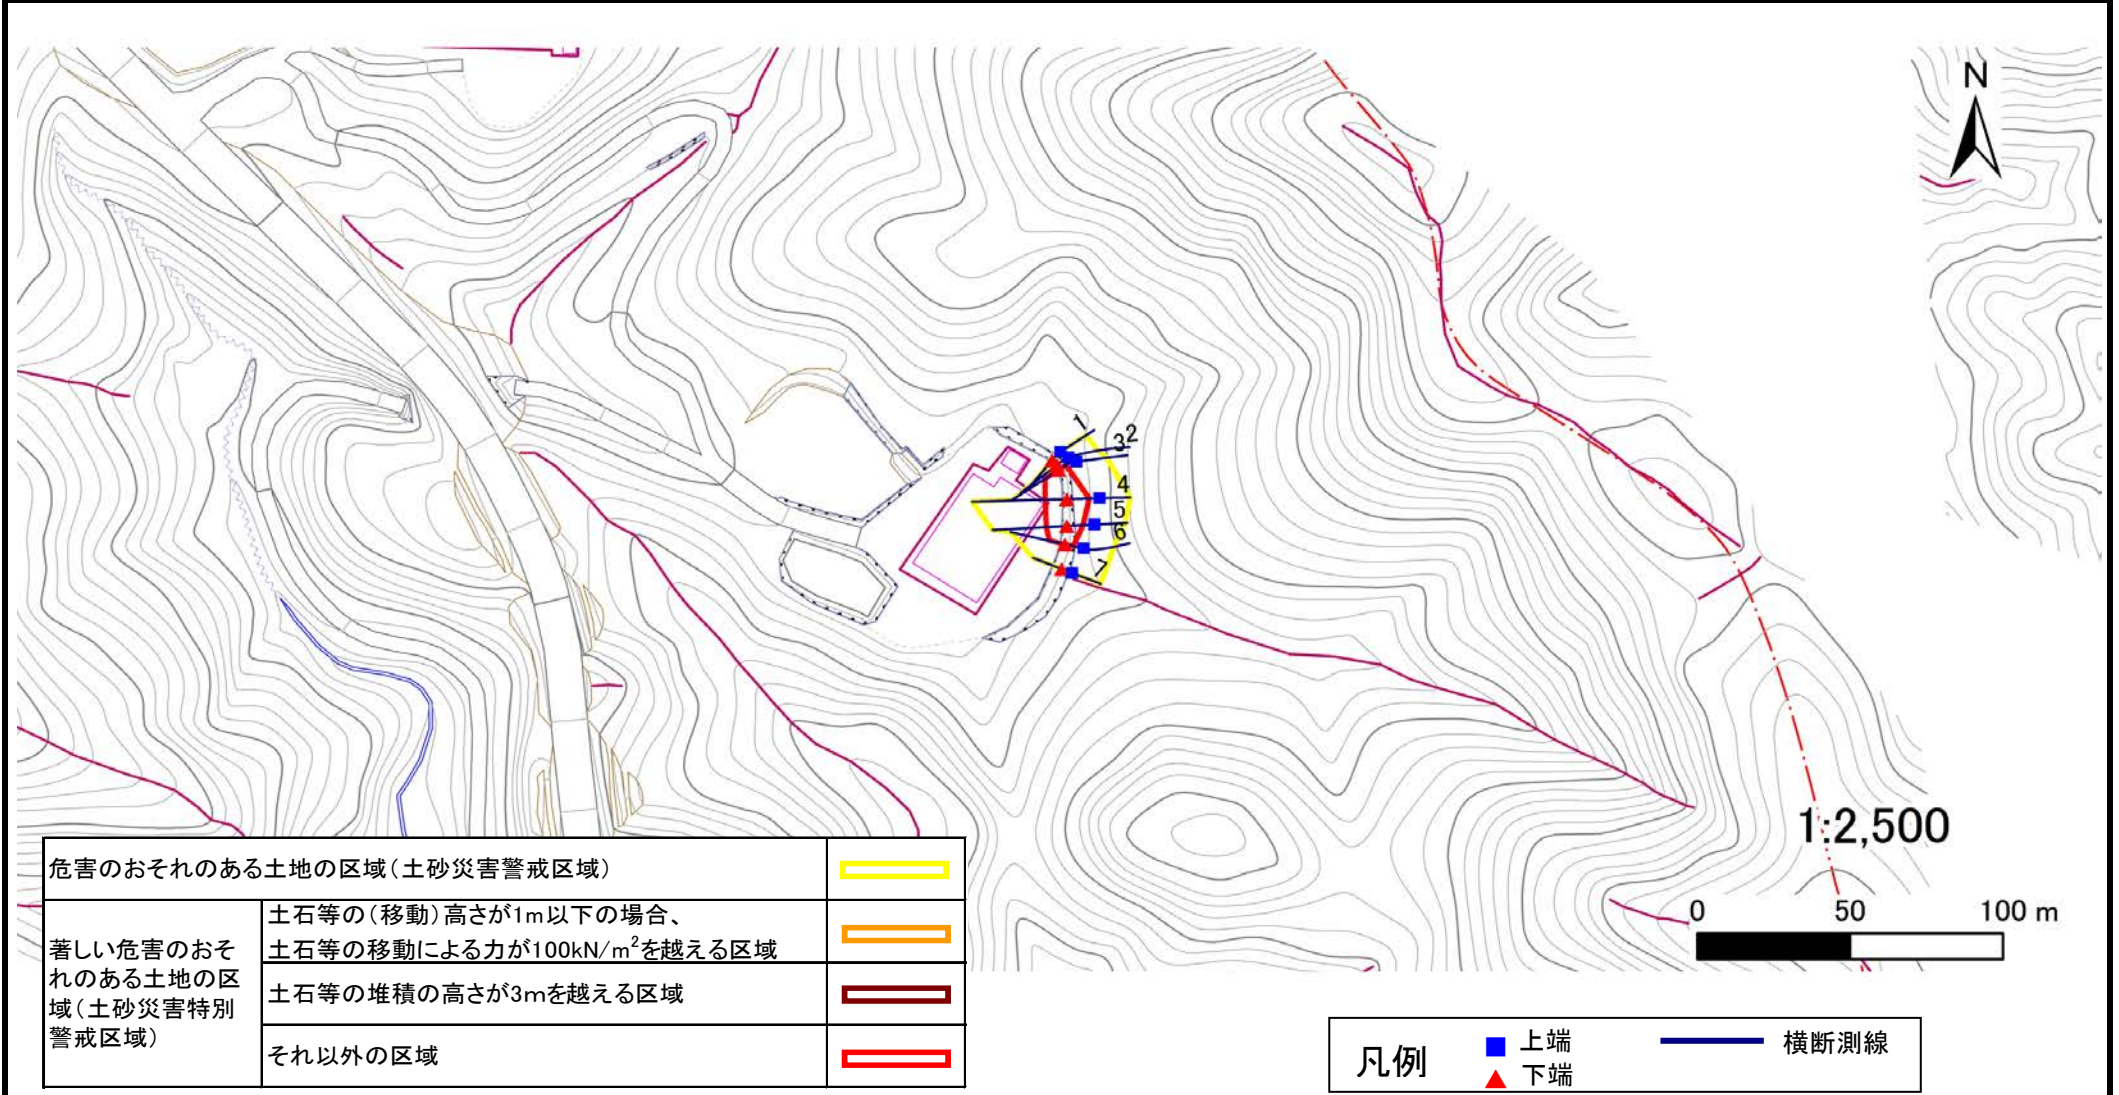 N
1
2
3
4
5
6
7
1:2,500
0 50 100 m
危害のおそれのある土地の区域(土砂災害警戒区域)
著しい危害のおそ
れのある土地の区
域(土砂災害特別
警戒区域)
土石等の(移動)高さが1m以下の場合、
土石等の移動による力が100kN/m²を越える区域
土石等の堆積の高さが3mを越える区域
それ以外の区域
凡例
上端
下端
横断測線